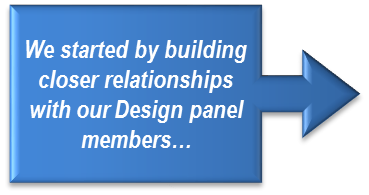 We started by building
closer relationships
with our Design panel
members…